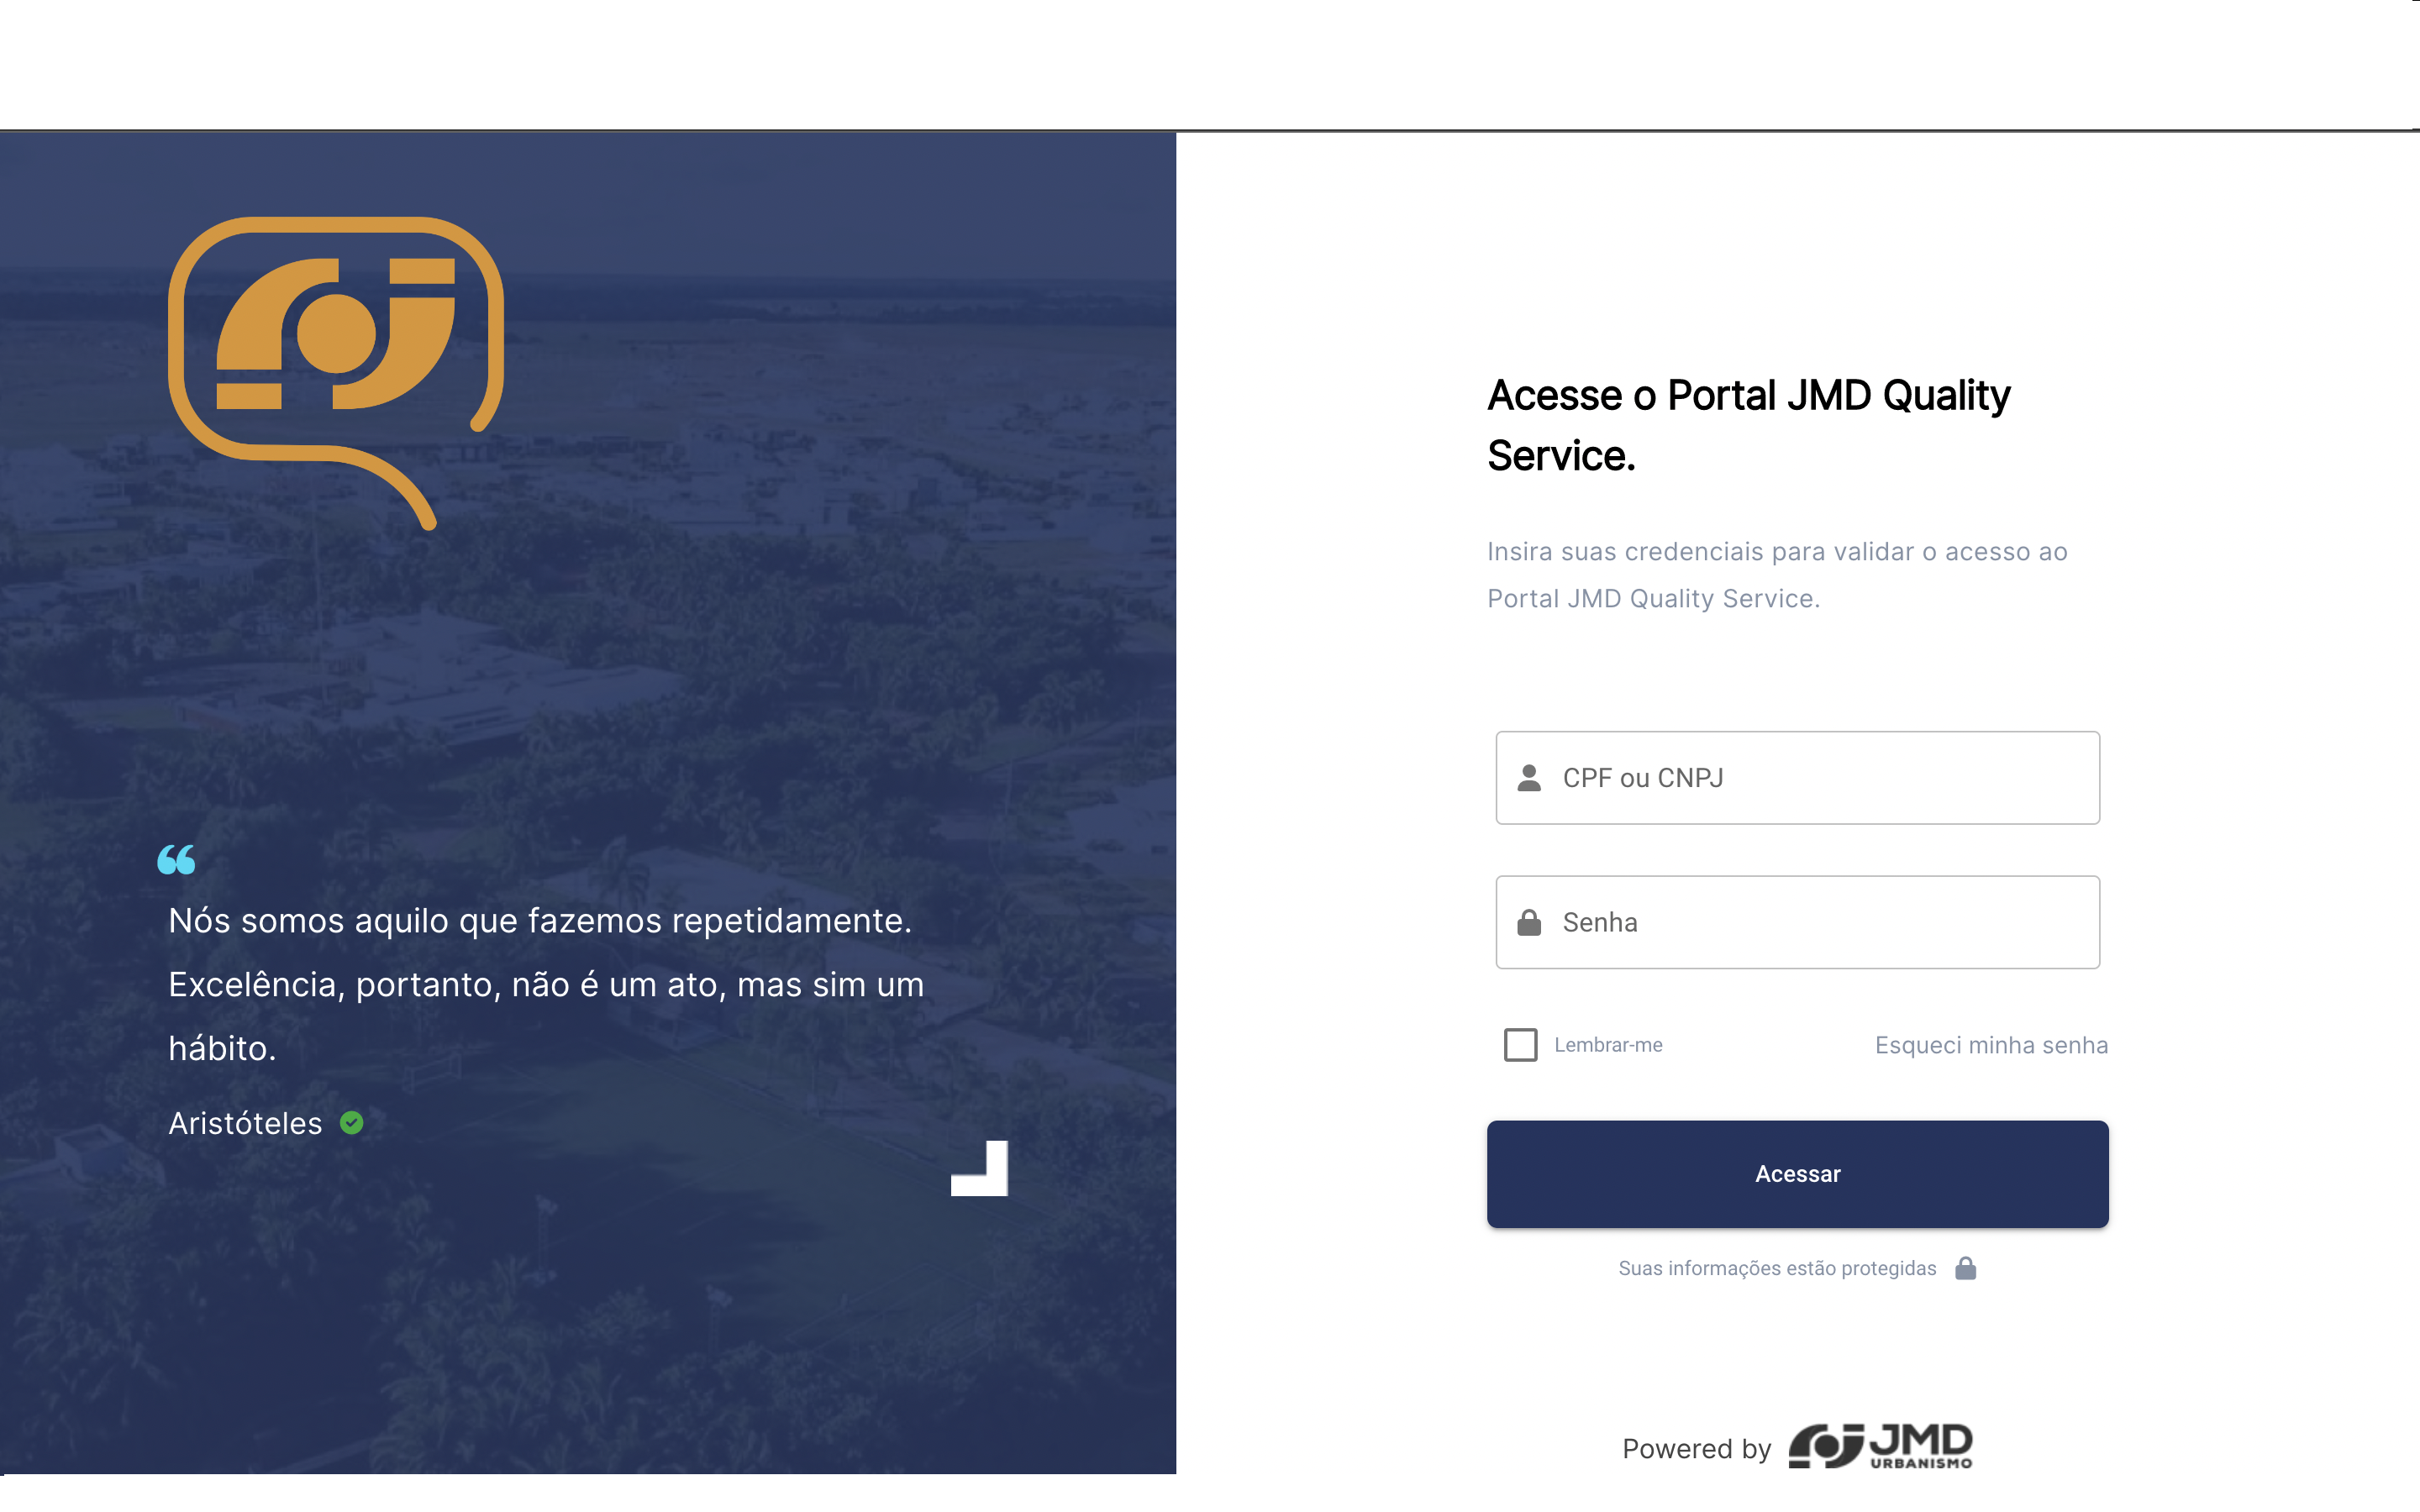 Nós somos aquilo que fazemos repetidamente.
Excelência, portanto, não é um ato, mas sim um
hábito.
Aristóteles
Acesse o Portal JMD Quality
Service.
Insira suas credenciais para validar o acesso ao
Portal JMD Quality Service.
CPF ou CNPJ
Senha
Lembrar-me
Esqueci minha senha
Acessar
Suas informações estão protegidas
Powered by
JMD
URBANISMO